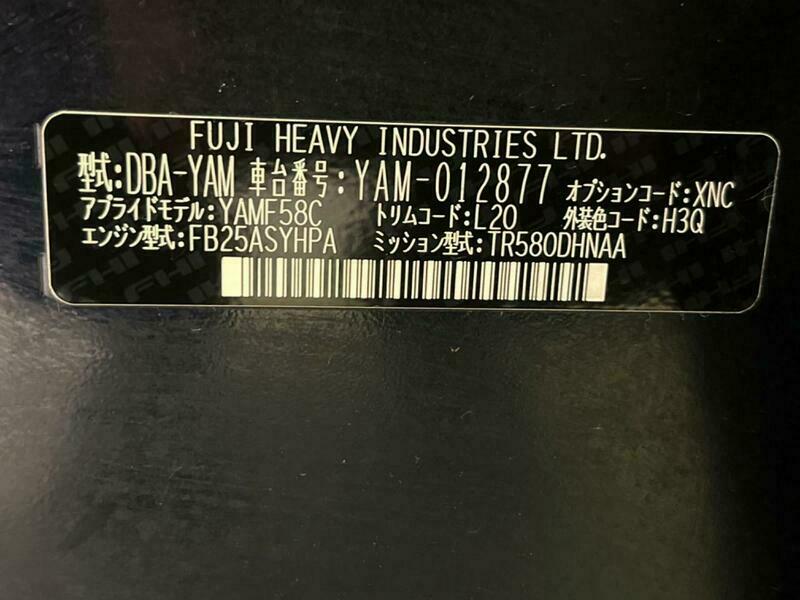 FUJI HEAVY INDUSTRIES LTD.
型式:DBA-YAM 車台番号:YAM-012877 オプションコード:XNC
アプライドモデル:YAMF58C トリムコード:L20 外装色コード:H3Q
エンジン型式:FB25ASYHPA ミッション型式:TR580DHNAA